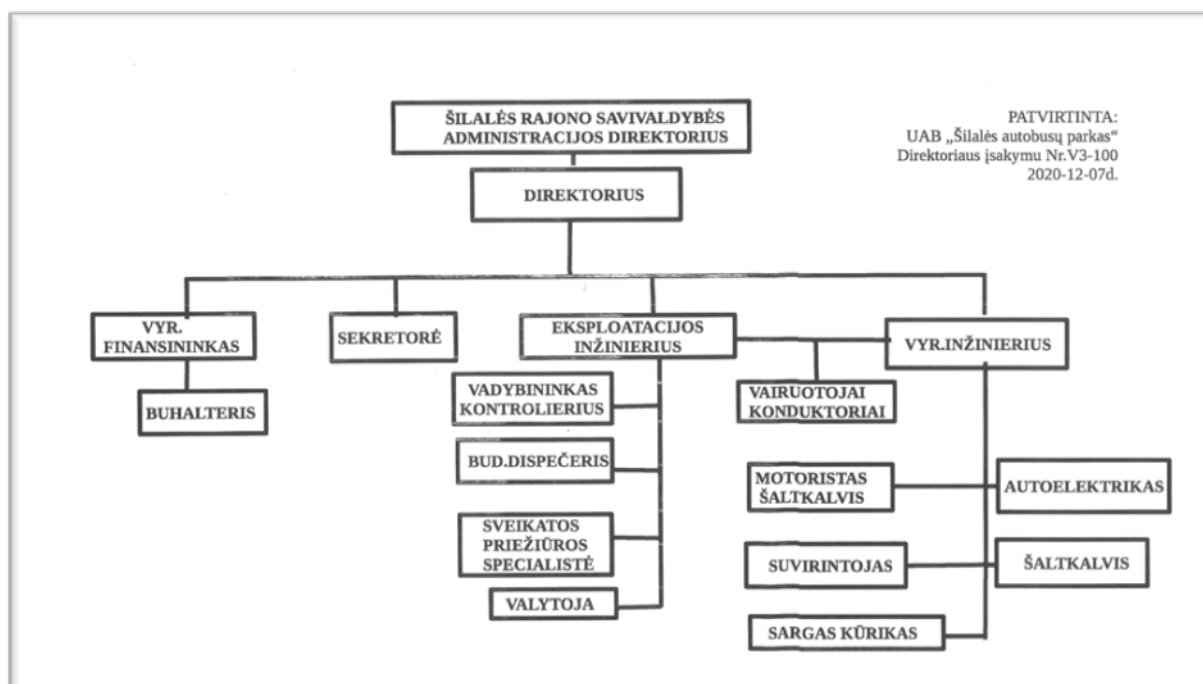 ŠILALĖS RAJONO SAVIVALDYBĖS
ADMINISTRACIJOS DIREKTORIUS
PATVIRTINTA:
UAB „Šilalės autobusų parkas“
Direktoriaus įsakymu Nr.V3-100
2020-12-07d.
DIREKTORIUS
VYR.
FINANSININKAS
SEKRETORĖ
EKSPLOATACIJOS
INŽINIERIUS
VYR.INŽINIERIUS
BUHALTERIS
VADYBININKAS
KONTROLIERIUS
VAIRUOTOJAI
KONDUKTORIAI
BUD.DISPEČERIS
MOTORISTAS
ŠALTKALVIS
AUTOELEKTRIKAS
SVEIKATOS
PRIEŽIŪROS
SPECIALISTĖ
SUVIRINTOJAS
ŠALTKALVIS
VALYTOJA
SARGAS KŪRIKAS